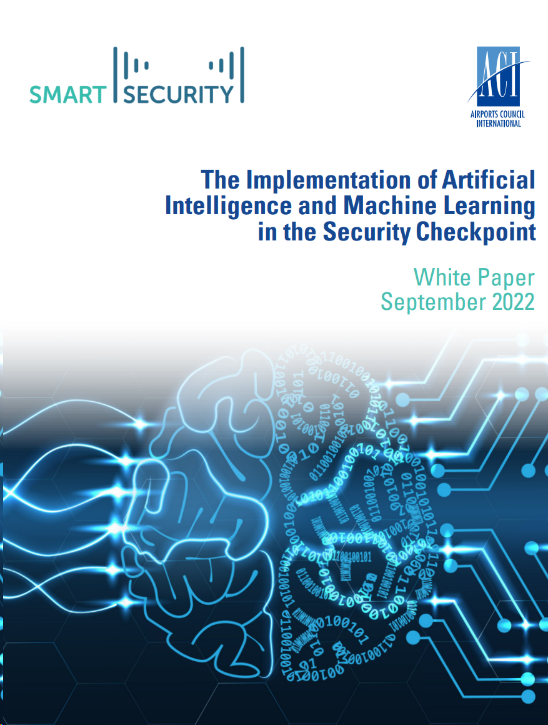 SMART SECURITY
ACI
AIRPORTS COUNCIL
INTERNATIONAL
The Implementation of Artificial
Intelligence and Machine Learning
in the Security Checkpoint
White Paper
September 2022